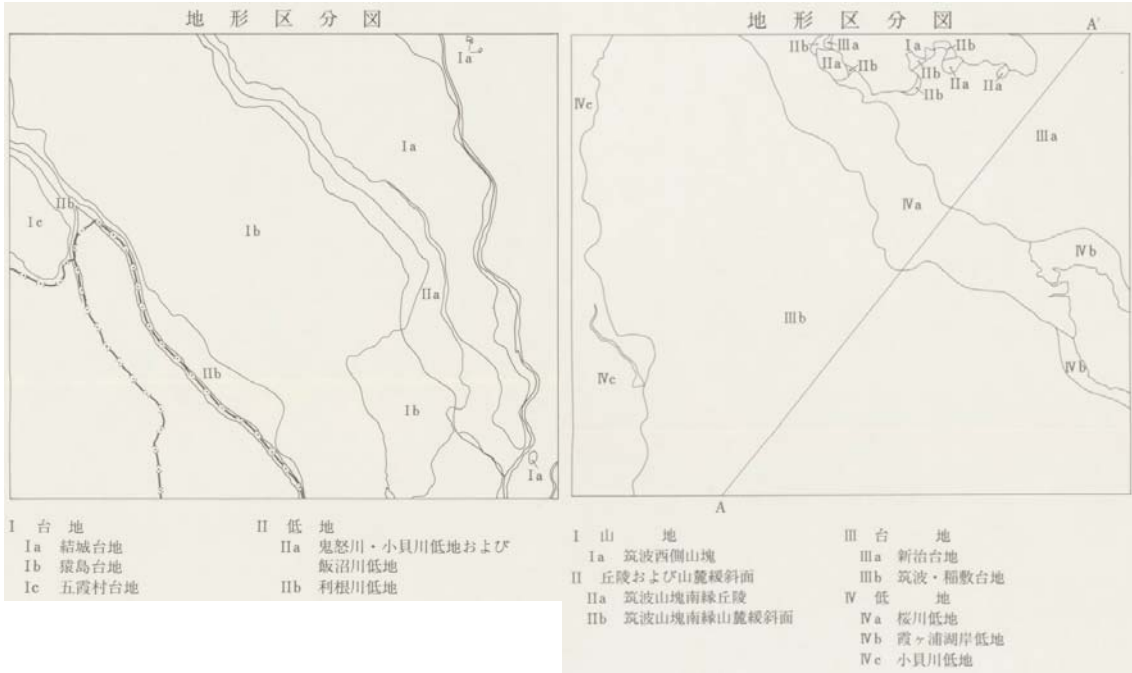 地形区分図
Ia
Ia
Ic
IIb
Ib
IIa
IIb
Ib
Ia
I 台地
Ia 結城台地
Ib 猿島台地
Ic 五霞村台地
II 低地
IIa 鬼怒川・小貝川低地および
飯沼川低地
IIb 利根川低地
地形区分図
A'
IIb
IIIa
Ia
IIb
IIa
IIb
IIb
IIa
IIa
IIb
IVc
IIIa
IVa
IVb
IIIb
IVc
IVb
A
I 山地
Ia 筑波西側山塊
II 丘陵および山麓緩斜面
IIa 筑波山塊南縁丘陵
IIb 筑波山塊南縁山麓緩斜面
III 台地
IIIa 新治台地
IIIb 筑波・稲敷台地
IV 低地
IVa 桜川低地
IVb 霞ヶ浦湖岸低地
IVc 小貝川低地